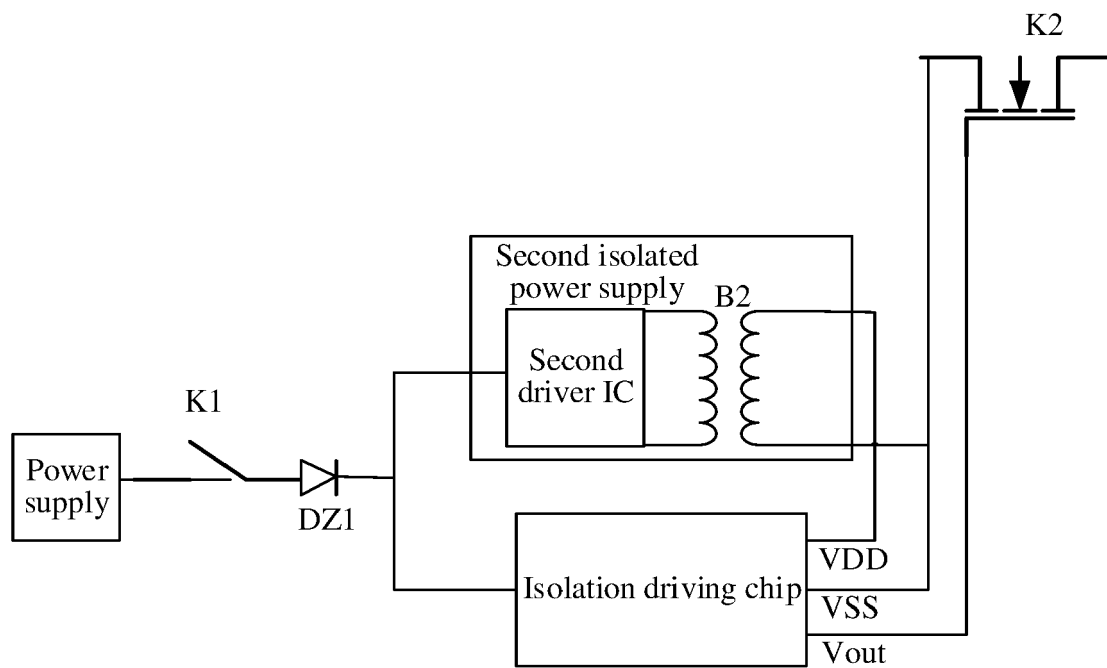 K2
Second isolated
power supply
B2
Second
driver IC
K1
Power
supply
DZ1
Isolation driving chip
VDD
VSS
Vout